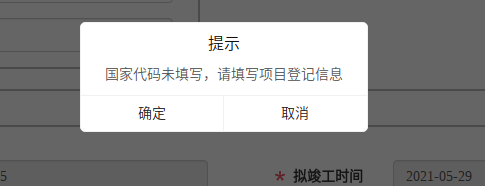 提示
国家代码未填写，请填写项目登记信息
确定 取消
5 * 拟竣工时间 2021-05-29